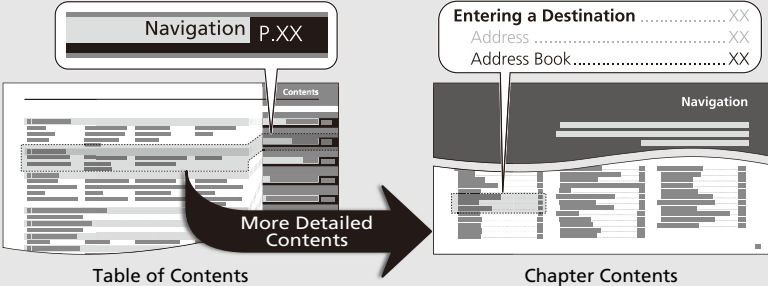 Navigation P.XX
Entering a Destination ............... XX
Address ............................................ XX
Address Book................................... XX
Contents
Navigation
More Detailed
Contents
Table of Contents
Chapter Contents